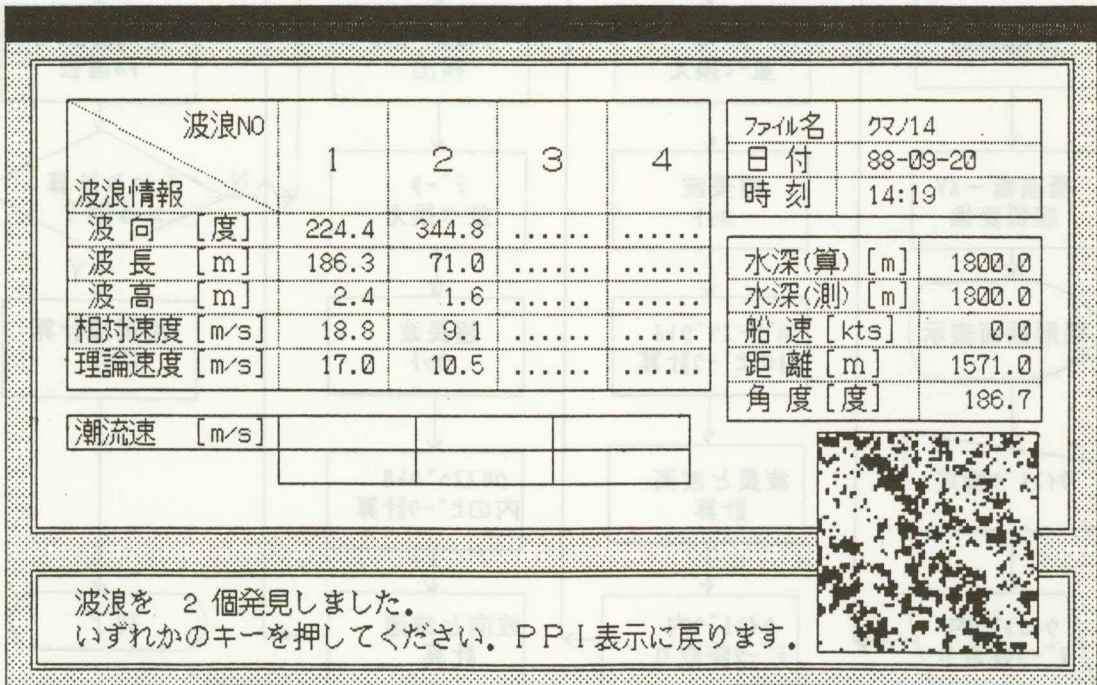 波浪NO
波浪情報
1 2 3 4
波 向 [度] 224.4 344.8 ...... ......
波 長 [m] 186.3 71.0 ...... ......
波 高 [m] 2.4 1.6 ...... ......
相対速度 [m/s] 18.8 9.1 ...... ......
理論速度 [m/s] 17.0 10.5 ...... ......
潮流速 [m/s]
ファイル名 クマノ14
日 付 88-09-20
時 刻 14:19
水深(算) [m] 1800.0
水深(測) [m] 1800.0
船 速 [kts] 0.0
距 離 [m] 1571.0
角 度 [度] 186.7
波浪を 2 個発見しました.
いずれかのキーを押してください. PPI表示に戻ります.